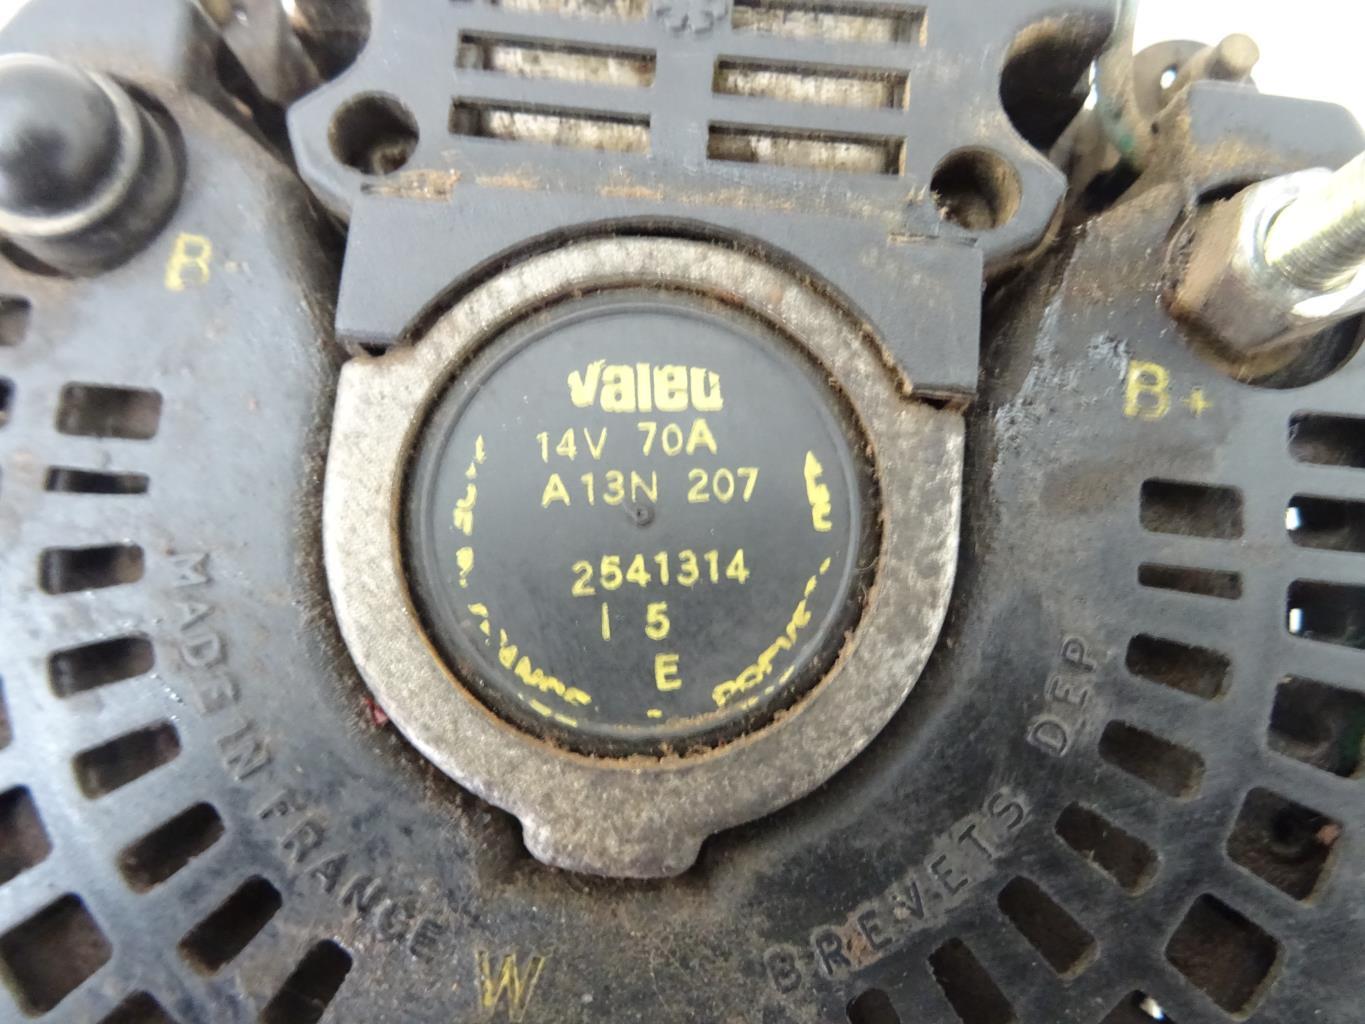 B-
B+
valeo
14V 70A
A13N 207
2541314
I 5
E
MADE IN FRANCE
BREVETS DEP
W